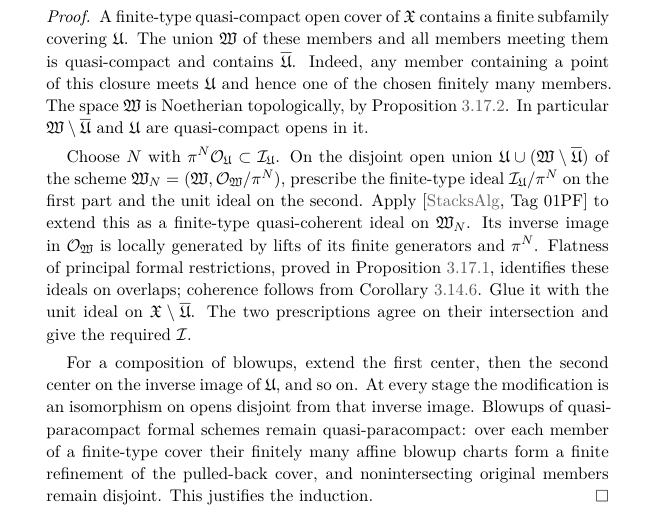 Proof. A finite-type quasi-compact open cover of 𝔛 contains a finite subfamily
covering 𝔘. The union 𝔚 of these members and all members meeting them
is quasi-compact and contains 𝔘̅. Indeed, any member containing a point
of this closure meets 𝔘 and hence one of the chosen finitely many members.
The space 𝔚 is Noetherian topologically, by Proposition 3.17.2. In particular
𝔚 \ 𝔘̅ and 𝔘 are quasi-compact opens in it.
Choose N with π^N 𝒪_𝔘 ⊂ ℐ_𝔘. On the disjoint open union 𝔘 ∪ (𝔚 \ 𝔘̅) of
the scheme 𝔚_N = (𝔚, 𝒪_𝔚/π^N), prescribe the finite-type ideal ℐ_𝔘/π^N on the
first part and the unit ideal on the second. Apply [StacksAlg, Tag 01PF] to
extend this as a finite-type quasi-coherent ideal on 𝔚_N. Its inverse image
in 𝒪_𝔚 is locally generated by lifts of its finite generators and π^N. Flatness
of principal formal restrictions, proved in Proposition 3.17.1, identifies these
ideals on overlaps; coherence follows from Corollary 3.14.6. Glue it with the
unit ideal on 𝔛 \ 𝔘̅. The two prescriptions agree on their intersection and
give the required ℐ.
For a composition of blowups, extend the first center, then the second
center on the inverse image of 𝔘, and so on. At every stage the modification is
an isomorphism on opens disjoint from that inverse image. Blowups of quasi-
paracompact formal schemes remain quasi-paracompact: over each member
of a finite-type cover their finitely many affine blowup charts form a finite
refinement of the pulled-back cover, and nonintersecting original members
remain disjoint. This justifies the induction. □